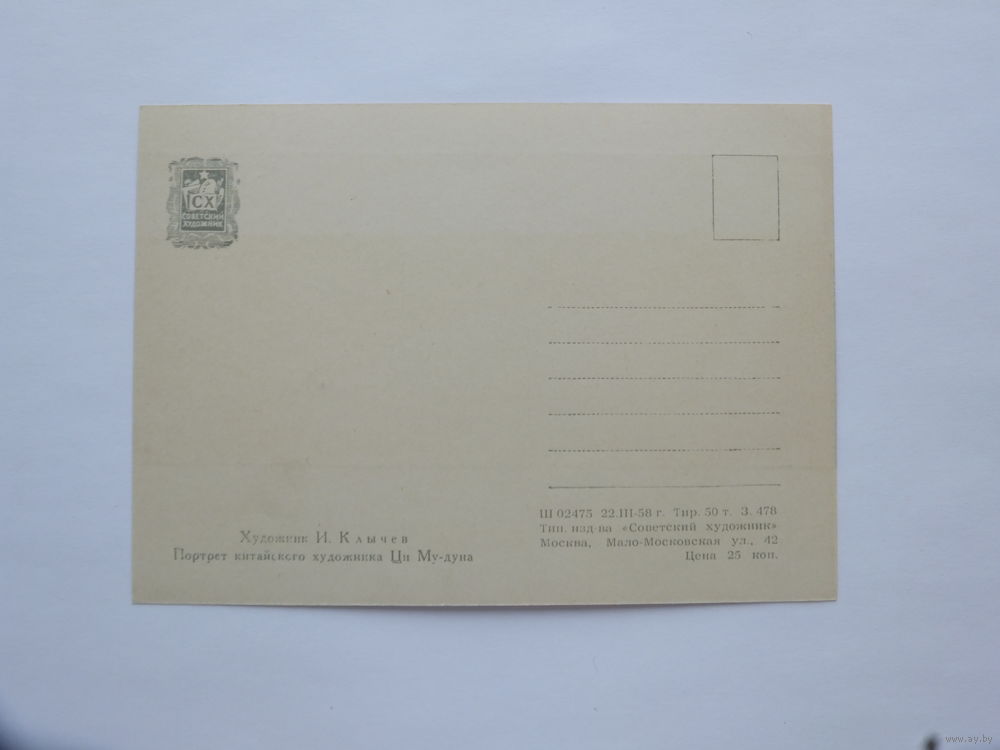 СХ
СОВЕТСКИЙ
ХУДОЖНИК
Художник И. Клычев
Портрет китайского художника Ци Му-дуна
Ш 02475 22.III-58 г. Тир. 50 т. З. 478
Тип. изд-ва «Советский художник»
Москва, Мало-Московская ул., 42
Цена 25 коп.
www.ay.by